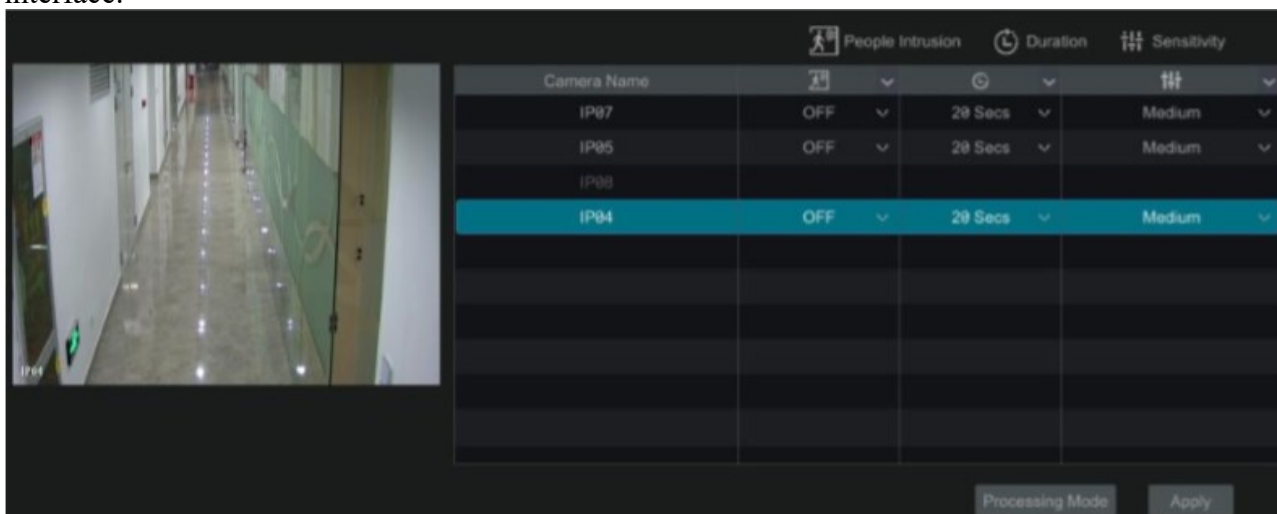 People Intrusion Duration Sensitivity
Camera Name
IP07 OFF 20 Secs Medium
IP05 OFF 20 Secs Medium
IP08
IP04 OFF 20 Secs Medium
IP04
Processing Mode Apply